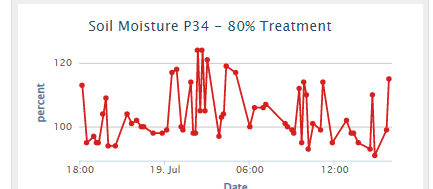 Soil Moisture P34 - 80% Treatment
percent
120
100
18:00 19. Jul 06:00 12:00
Date